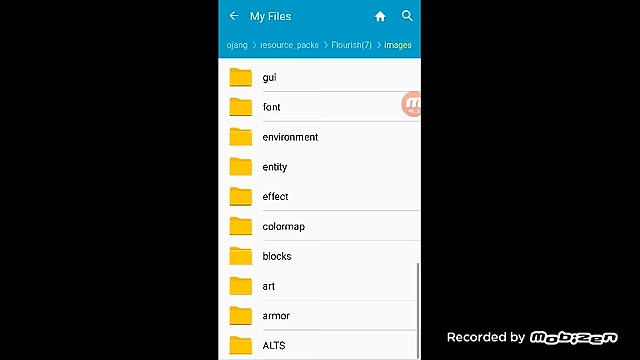 My Files
ojang > resource_packs > Flourish(7) > images
gui
font
environment
entity
effect
colormap
blocks
art
armor
ALTS
Recorded by mobizen